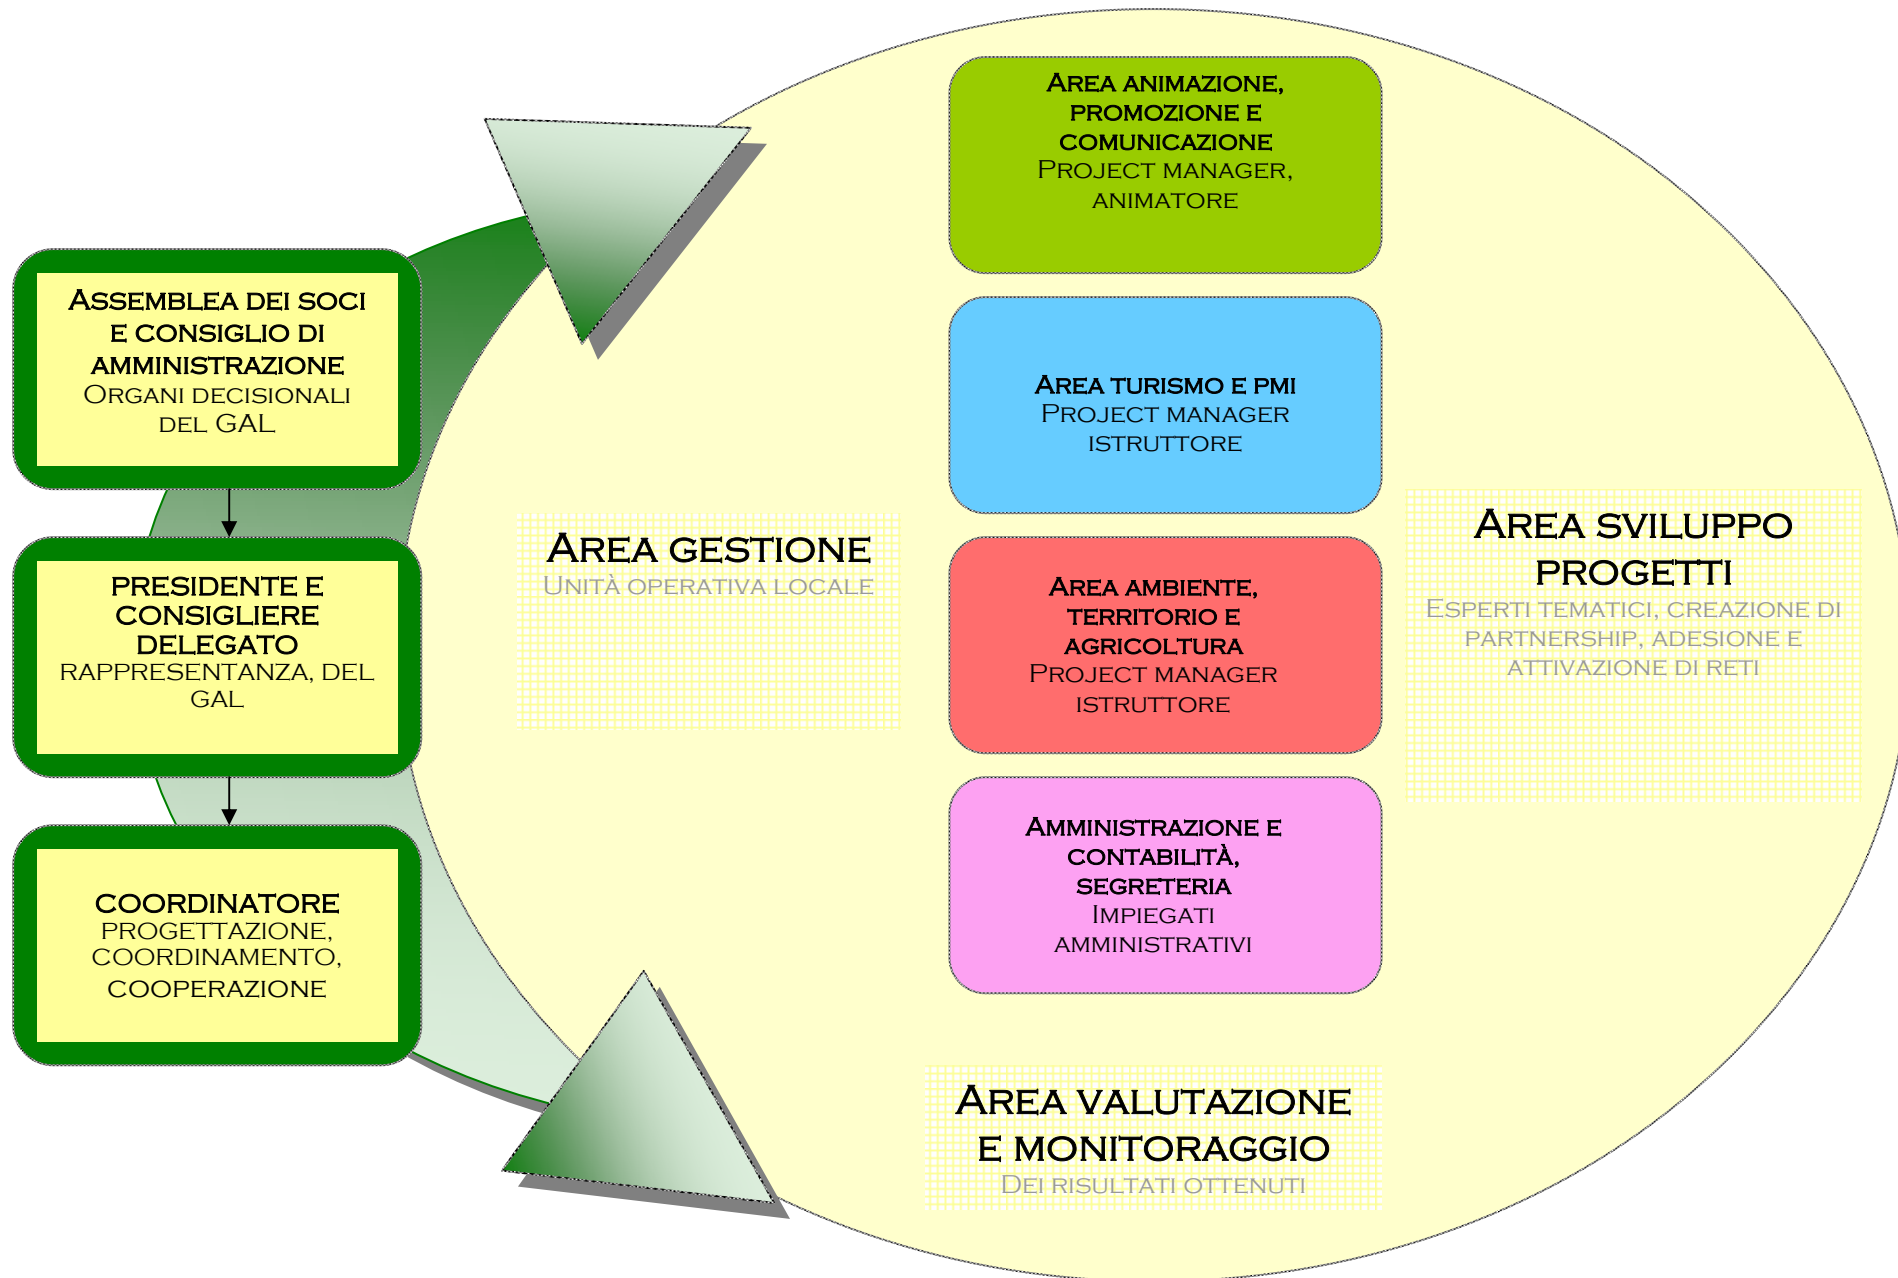 Assemblea dei soci
e consiglio di
amministrazione
Organi decisionali
del GAL
PRESIDENTE E
CONSIGLIERE
DELEGATO
RAPPRESENTANZA, DEL
GAL
COORDINATORE
PROGETTAZIONE,
COORDINAMENTO,
COOPERAZIONE
Area gestione
Unità operativa locale
Area animazione,
promozione e
comunicazione
Project manager,
animatore
Area turismo e pmi
Project manager
istruttore
Area ambiente,
territorio e
agricoltura
Project manager
istruttore
Amministrazione e
contabilità,
segreteria
Impiegati
amministrativi
Area sviluppo
progetti
Esperti tematici, creazione di
partnership, adesione e
attivazione di reti
Area valutazione
e monitoraggio
Dei risultati ottenuti